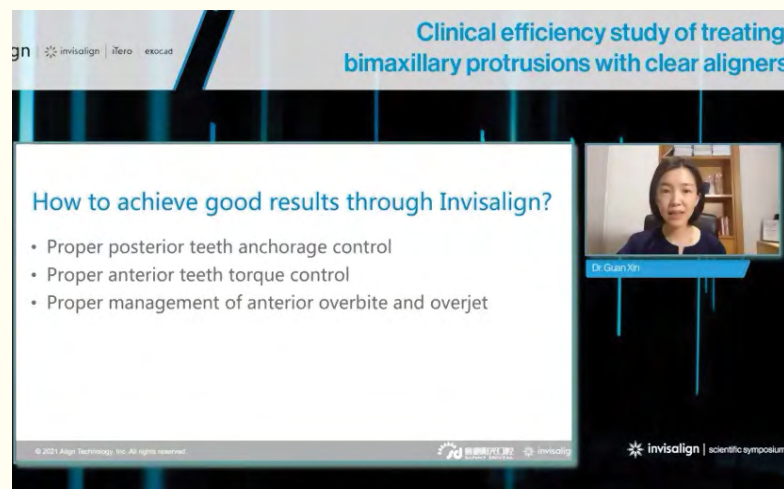 Clinical efficiency study of treating
bimaxillary protrusions with clear aligners
gn | invisalign | iTero exocad
How to achieve good results through Invisalign?
• Proper posterior teeth anchorage control
• Proper anterior teeth torque control
• Proper management of anterior overbite and overjet
Dr. Guan Xin
© 2021 Align Technology, Inc. All rights reserved.
invisalig
invisalign | scientific symposium